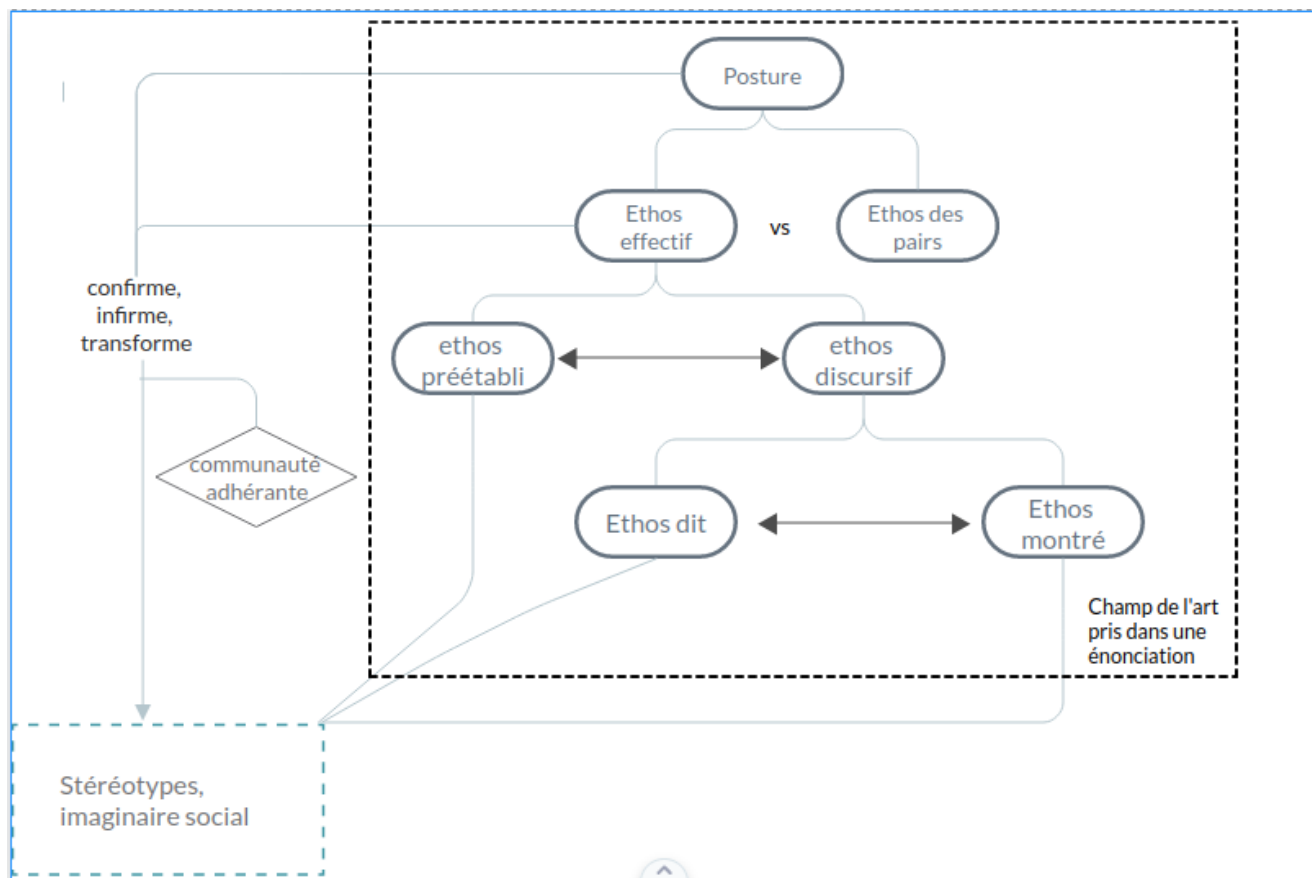 Posture
Ethos
effectif
vs
Ethos des
pairs
confirme,
infirme,
transforme
ethos
préétabli
ethos
discursif
communauté
adhérante
Ethos dit
Ethos
montré
Champ de l'art
pris dans une
énonciation
Stéréotypes,
imaginaire social